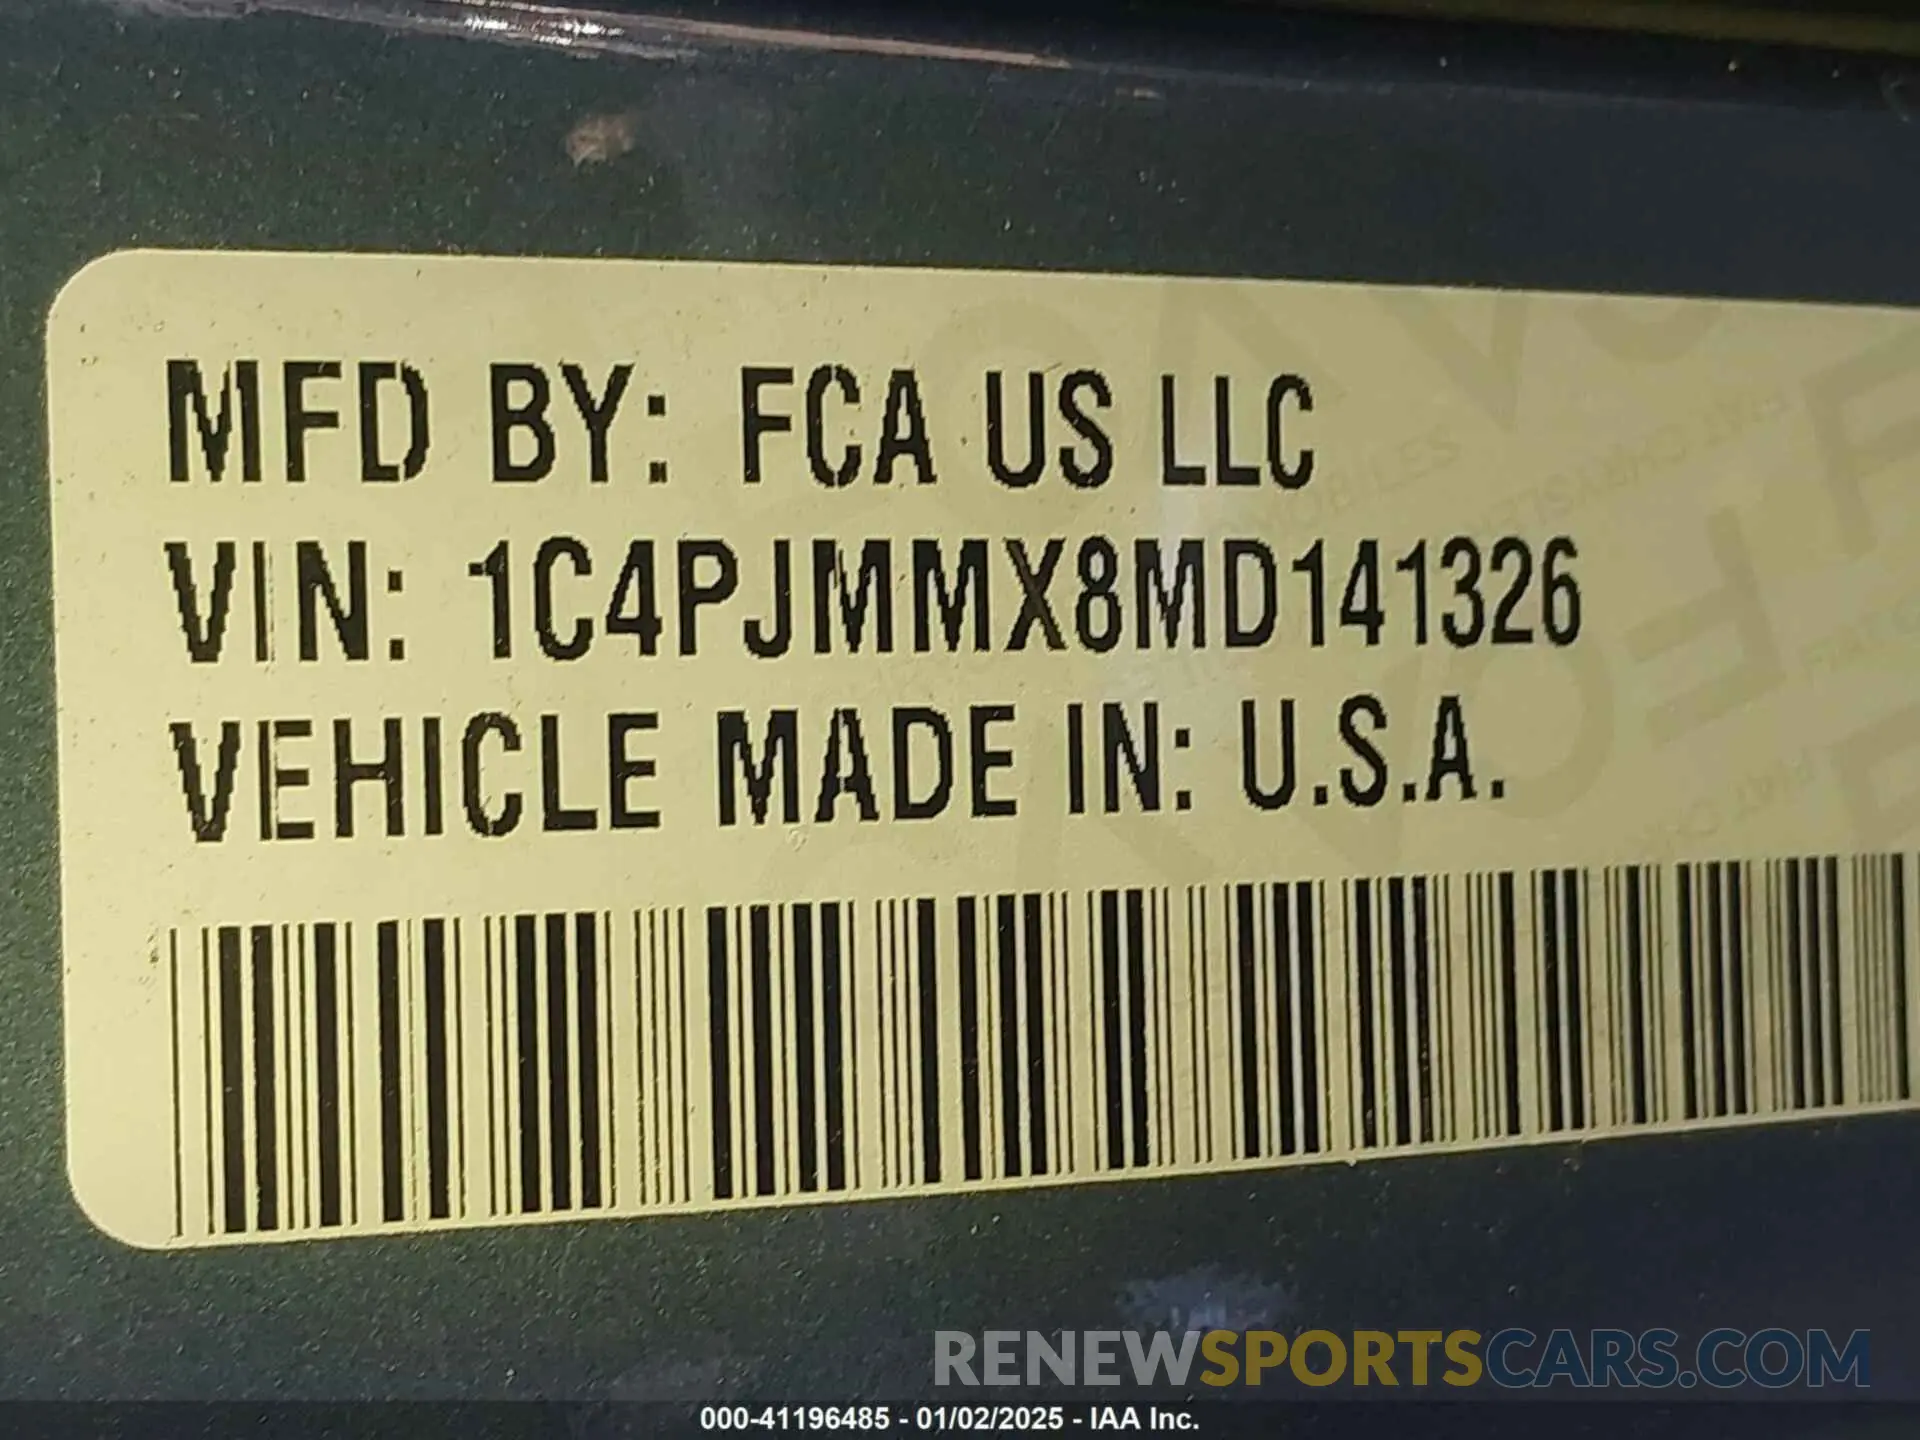 MFD BY: FCA US LLC
VIN: 1C4PJMMX8MD141326
VEHICLE MADE IN: U.S.A.
RENEWSPORTSCARS.COM
000-41196485 - 01/02/2025 - IAA Inc.